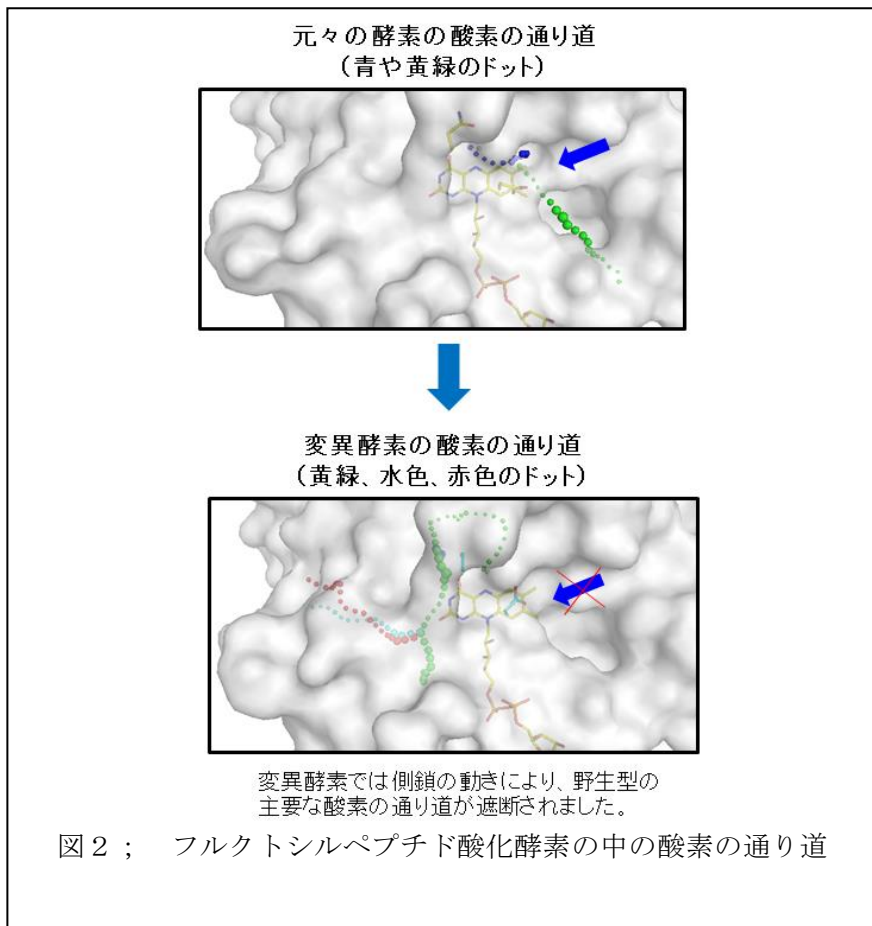 元々の酵素の酸素の通り道
（青や黄緑のドット）
変異酵素の酸素の通り道
（黄緑、水色、赤色のドット）
変異酵素では側鎖の動きにより、野生型の
主要な酸素の通り道が遮断されました。
図２；　フルクトシルペプチド酸化酵素の中の酸素の通り道